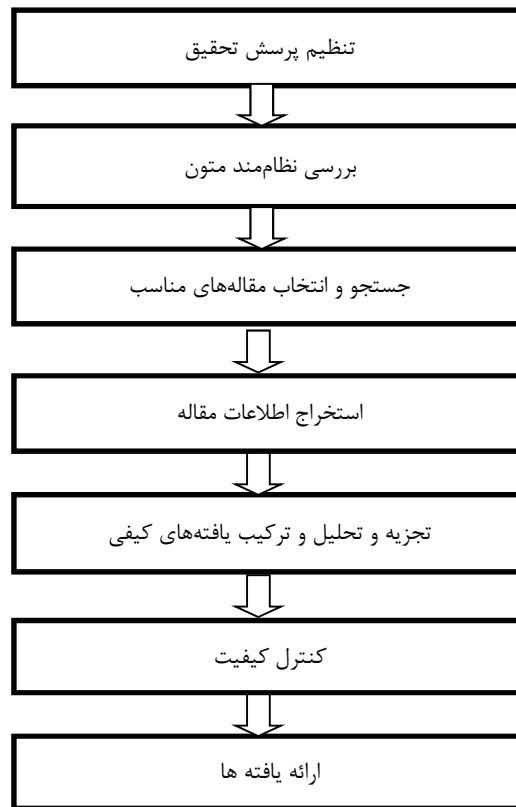 تنظیم پرسش تحقیق
بررسی نظام‌مند متون
جستجو و انتخاب مقاله‌های مناسب
استخراج اطلاعات مقاله
تجزیه و تحلیل و ترکیب یافته‌های کیفی
کنترل کیفیت
ارائه یافته ها